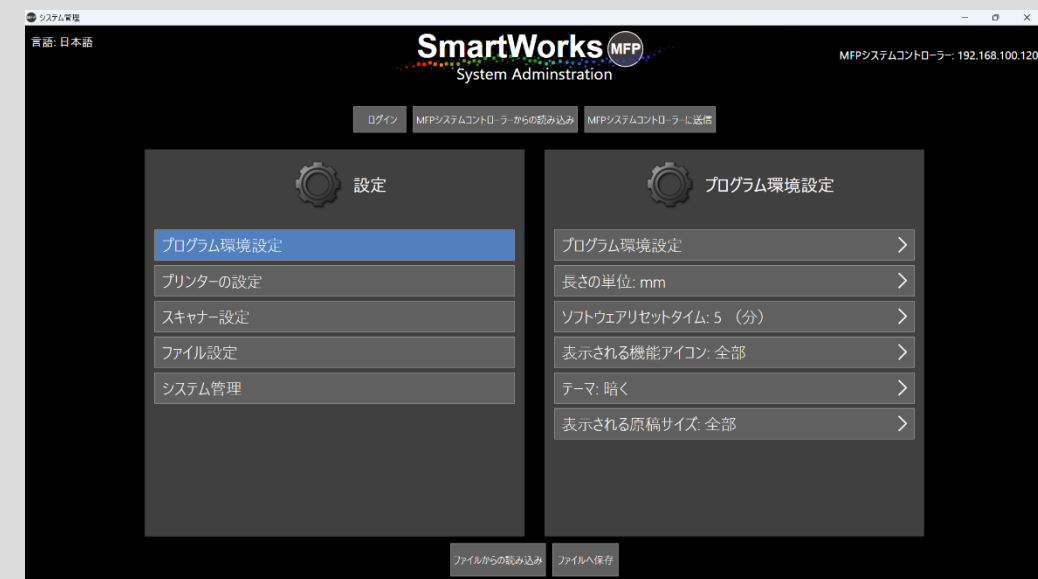 MFP システム管理
言語: 日本語
SmartWorks MFP
System Adminstration
MFPシステムコントローラー: 192.168.100.120
ログイン
MFPシステムコントローラーからの読み込み
MFPシステムコントローラーに送信
設定
プログラム環境設定
プリンターの設定
スキャナー設定
ファイル設定
システム管理
プログラム環境設定
プログラム環境設定
長さの単位: mm
ソフトウェアリセットタイム: 5 （分）
表示される機能アイコン: 全部
テーマ: 暗く
表示される原稿サイズ: 全部
ファイルからの読み込み
ファイルへ保存